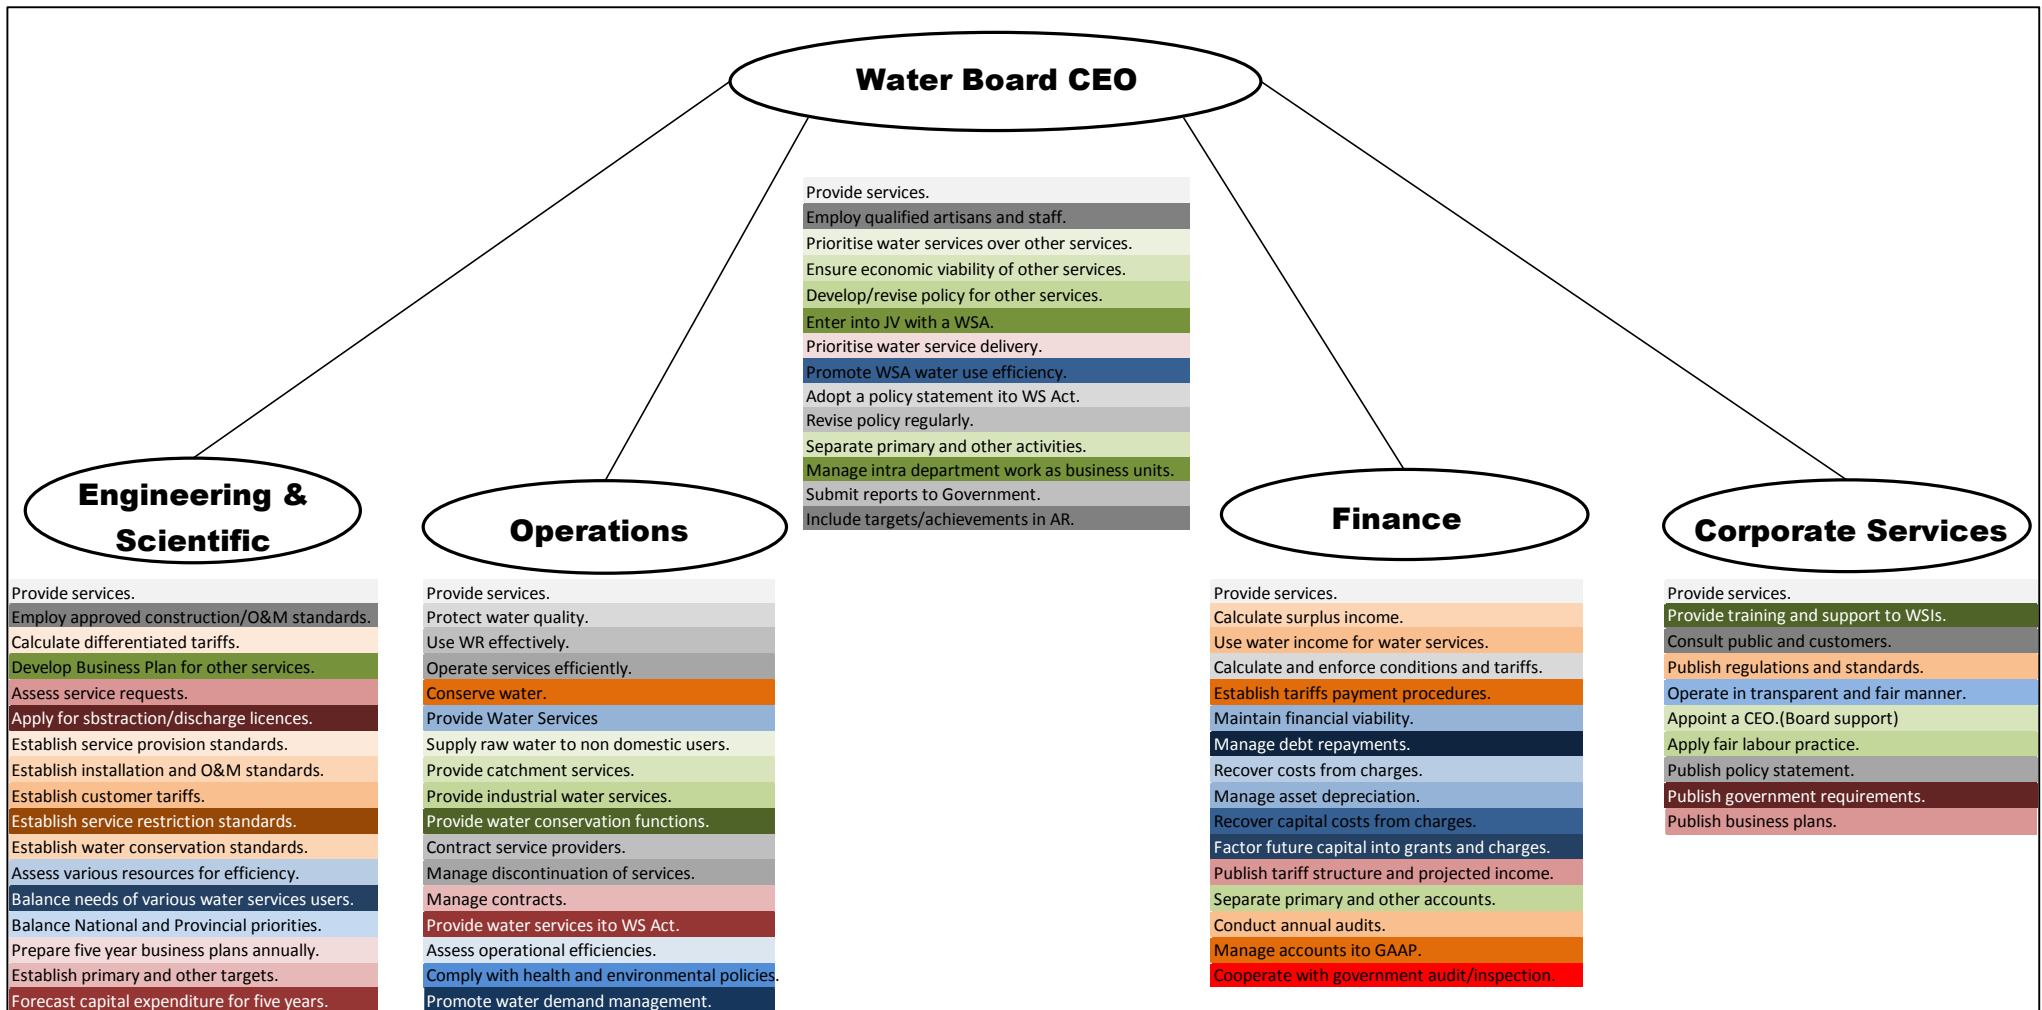 Water Board CEO
Provide services.
Employ qualified artisans and staff.
Prioritise water services over other services.
Ensure economic viability of other services.
Develop/revise policy for other services.
Enter into JV with a WSA.
Prioritise water service delivery.
Promote WSA water use efficiency.
Adopt a policy statement ito WS Act.
Revise policy regularly.
Separate primary and other activities.
Manage intra department work as business units.
Submit reports to Government.
Include targets/achievements in AR.
Engineering &
Scientific
Provide services.
Employ approved construction/O&M standards.
Calculate differentiated tariffs.
Develop Business Plan for other services.
Assess service requests.
Apply for sbstraction/discharge licences.
Establish service provision standards.
Establish installation and O&M standards.
Establish customer tariffs.
Establish service restriction standards.
Establish water conservation standards.
Assess various resources for efficiency.
Balance needs of various water services users.
Balance National and Provincial priorities.
Prepare five year business plans annually.
Establish primary and other targets.
Forecast capital expenditure for five years.
Operations
Provide services.
Protect water quality.
Use WR effectively.
Operate services efficiently.
Conserve water.
Provide Water Services
Supply raw water to non domestic users.
Provide catchment services.
Provide industrial water services.
Provide water conservation functions.
Contract service providers.
Manage discontinuation of services.
Manage contracts.
Provide water services ito WS Act.
Assess operational efficiencies.
Comply with health and environmental policies.
Promote water demand management.
Finance
Provide services.
Calculate surplus income.
Use water income for water services.
Calculate and enforce conditions and tariffs.
Establish tariffs payment procedures.
Maintain financial viability.
Manage debt repayments.
Recover costs from charges.
Manage asset depreciation.
Recover capital costs from charges.
Factor future capital into grants and charges.
Publish tariff structure and projected income.
Separate primary and other accounts.
Conduct annual audits.
Manage accounts ito GAAP.
Cooperate with government audit/inspection.
Corporate Services
Provide services.
Provide training and support to WSIs.
Consult public and customers.
Publish regulations and standards.
Operate in transparent and fair manner.
Appoint a CEO.(Board support)
Apply fair labour practice.
Publish policy statement.
Publish government requirements.
Publish business plans.